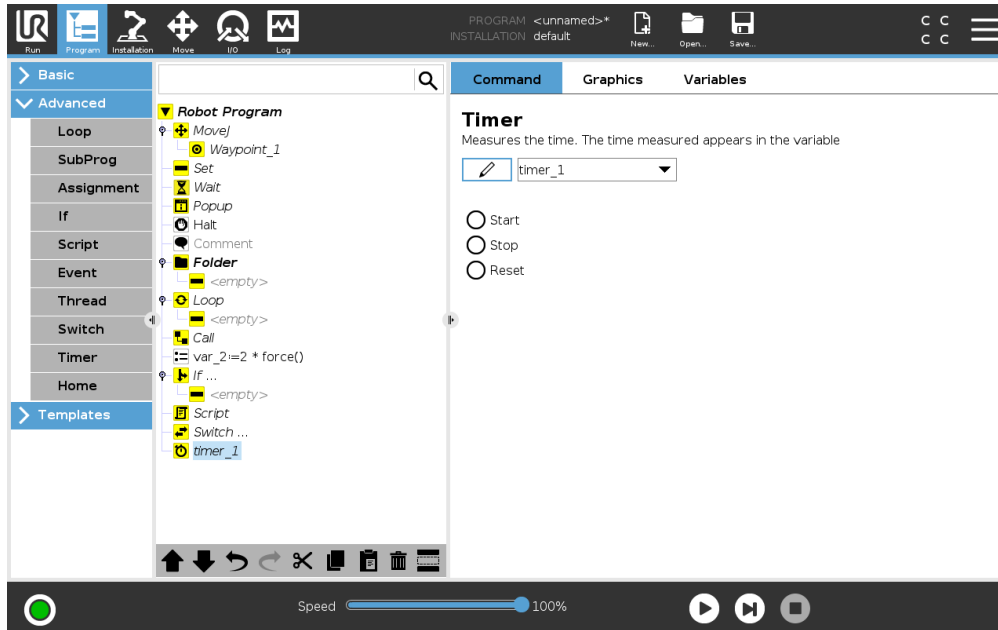 UR
Run
Program
Installation
Move
I/O
Log
PROGRAM <unnamed>*
INSTALLATION default
New...
Open...
Save...
C C
C C
Basic
Advanced
Loop
SubProg
Assignment
If
Script
Event
Thread
Switch
Timer
Home
Templates
Robot Program
MoveJ
Waypoint_1
Set
Wait
Popup
Halt
Comment
Folder
<empty>
Loop
<empty>
Call
var_2:=2 * force()
If ...
<empty>
Script
Switch ...
timer_1
Command Graphics Variables
Timer
Measures the time. The time measured appears in the variable
timer_1
Start
Stop
Reset
Speed 100%